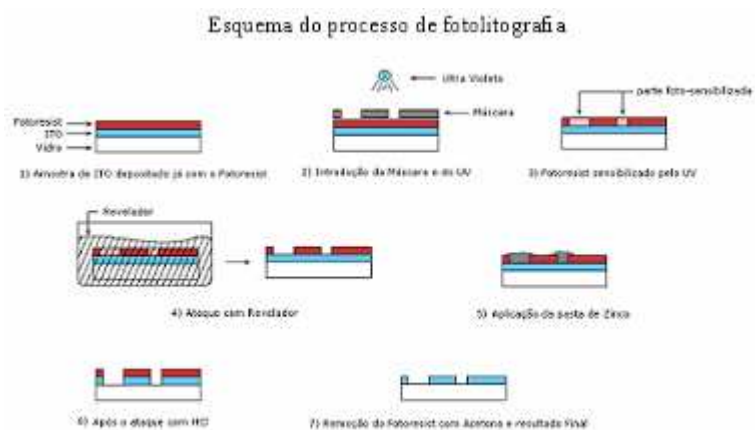 Esquema do processo de fotolitografia
Ultra Violeta
Máscara
parte foto-sensibilizada
Fotoresist
ITO
Vidro
1) Amostra de ITO depositado já com o Fotoresist
2) Introdução da Máscara e do UV
3) Fotoresist sensibilizado pelo UV
Revelador
4) Ataque com Revelador
5) Aplicação da pasta de Zinco
6) Após o ataque com HCl
7) Remoção do Fotoresist com Acetona e resultado Final